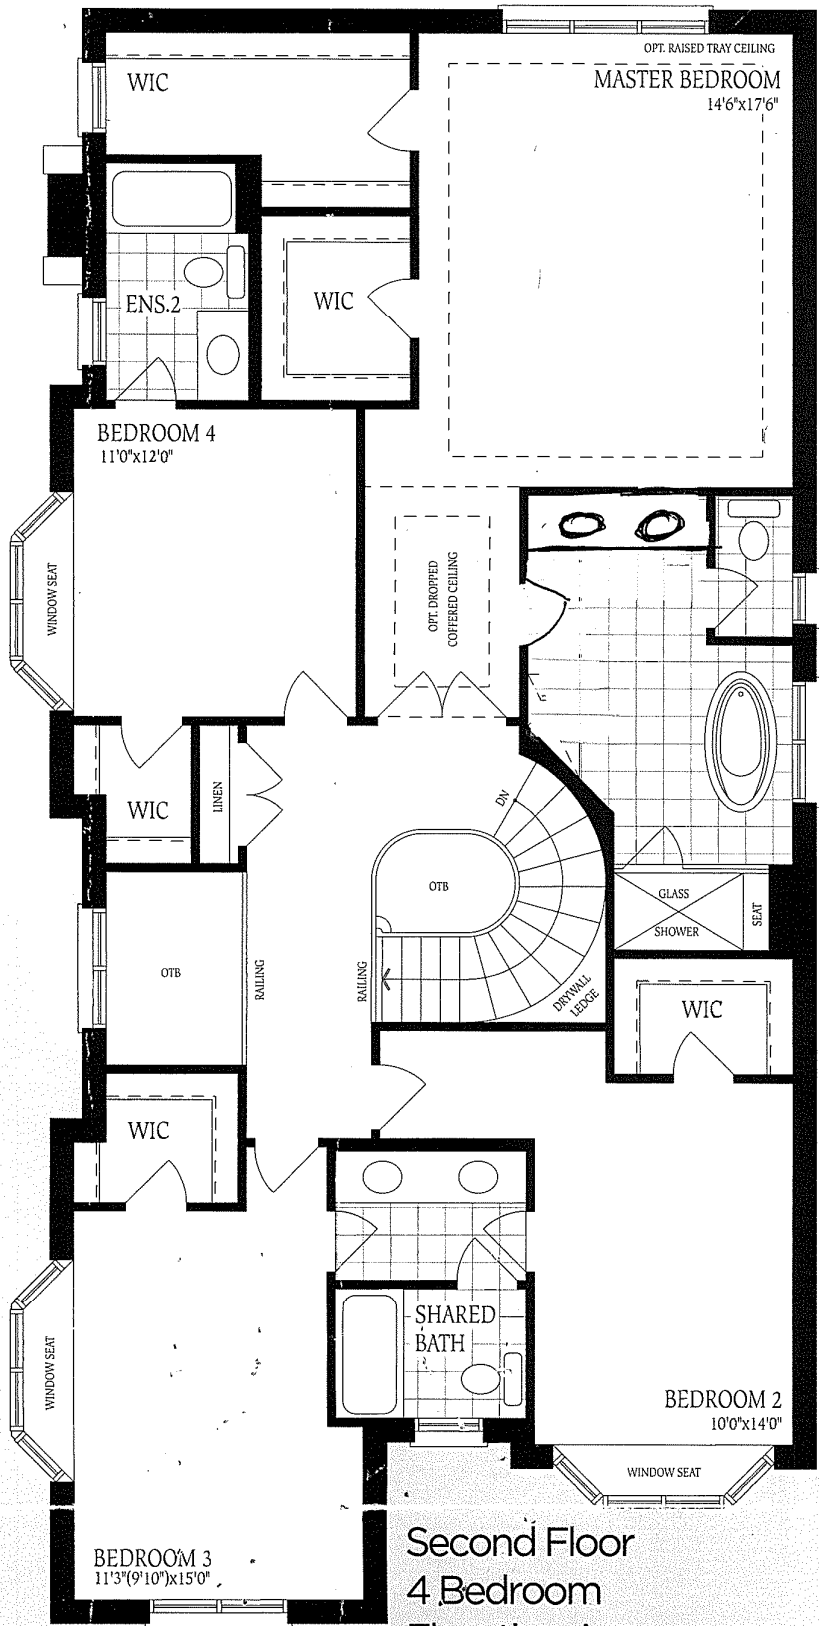 OPT. RAISED TRAY CEILING
WIC
MASTER BEDROOM
14'6"x17'6"
ENS.2
WIC
BEDROOM 4
11'0"x12'0"
WINDOW SEAT
OPT. DROPPED
COFFERED CEILING
LINEN
WIC
DN
OTB
GLASS
SHOWER
SEAT
OTB
RAILING
RAILING
DRYWALL
LEDGE
WIC
WIC
SHARED
BATH
WINDOW SEAT
BEDROOM 2
10'0"x14'0"
WINDOW SEAT
BEDROOM 3
11'3"(9'10")x15'0"
Second Floor
4 Bedroom